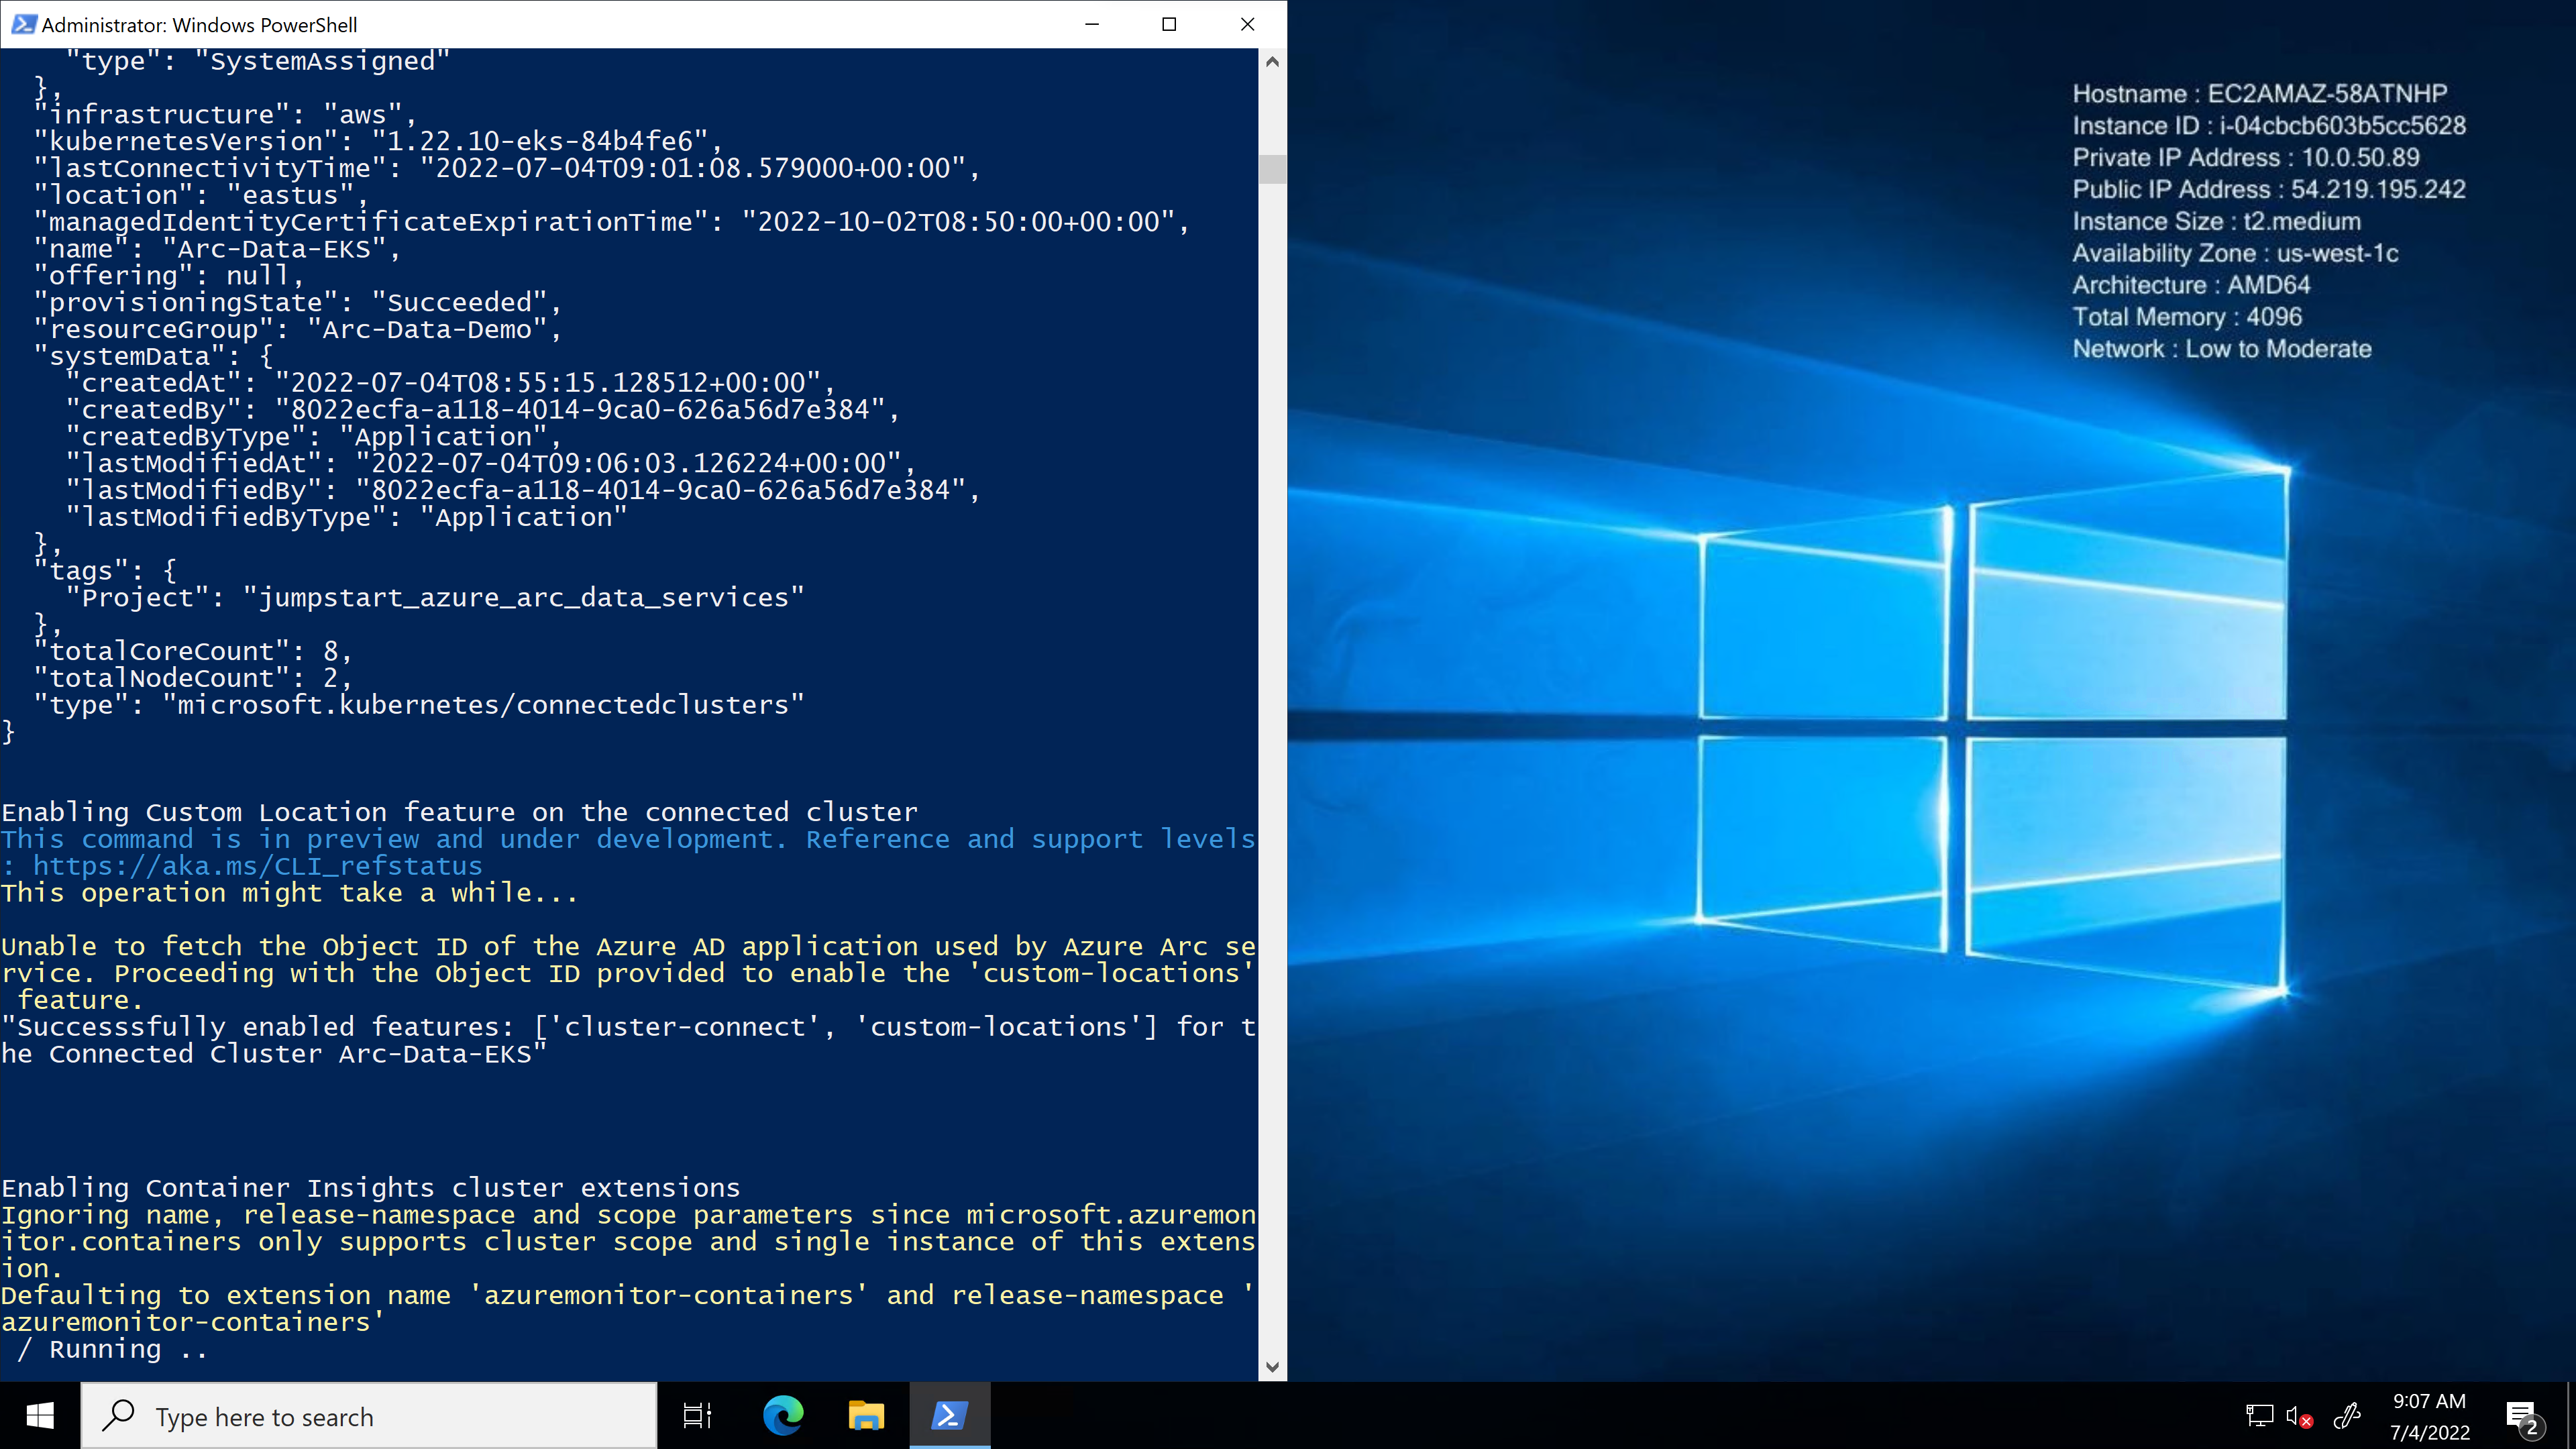 Administrator: Windows PowerShell
    "type": "SystemAssigned"
  },
  "infrastructure": "aws",
  "kubernetesVersion": "1.22.10-eks-84b4fe6",
  "lastConnectivityTime": "2022-07-04T09:01:08.579000+00:00",
  "location": "eastus",
  "managedIdentityCertificateExpirationTime": "2022-10-02T08:50:00+00:00",
  "name": "Arc-Data-EKS",
  "offering": null,
  "provisioningState": "Succeeded",
  "resourceGroup": "Arc-Data-Demo",
  "systemData": {
    "createdAt": "2022-07-04T08:55:15.128512+00:00",
    "createdBy": "8022ecfa-a118-4014-9ca0-626a56d7e384",
    "createdByType": "Application",
    "lastModifiedAt": "2022-07-04T09:06:03.126224+00:00",
    "lastModifiedBy": "8022ecfa-a118-4014-9ca0-626a56d7e384",
    "lastModifiedByType": "Application"
  },
  "tags": {
    "Project": "jumpstart_azure_arc_data_services"
  },
  "totalCoreCount": 8,
  "totalNodeCount": 2,
  "type": "microsoft.kubernetes/connectedclusters"
}
Enabling Custom Location feature on the connected cluster
This command is in preview and under development. Reference and support levels
: https://aka.ms/CLI_refstatus
This operation might take a while...
Unable to fetch the Object ID of the Azure AD application used by Azure Arc se
rvice. Proceeding with the Object ID provided to enable the 'custom-locations'
 feature.
"Successsfully enabled features: ['cluster-connect', 'custom-locations'] for t
he Connected Cluster Arc-Data-EKS"
Enabling Container Insights cluster extensions
Ignoring name, release-namespace and scope parameters since microsoft.azuremon
itor.containers only supports cluster scope and single instance of this extens
ion.
Defaulting to extension name 'azuremonitor-containers' and release-namespace '
azuremonitor-containers'
 / Running ..
Hostname : EC2AMAZ-58ATNHP
Instance ID : i-04cbcb603b5cc5628
Private IP Address : 10.0.50.89
Public IP Address : 54.219.195.242
Instance Size : t2.medium
Availability Zone : us-west-1c
Architecture : AMD64
Total Memory : 4096
Network : Low to Moderate
Type here to search
9:07 AM
7/4/2022
2